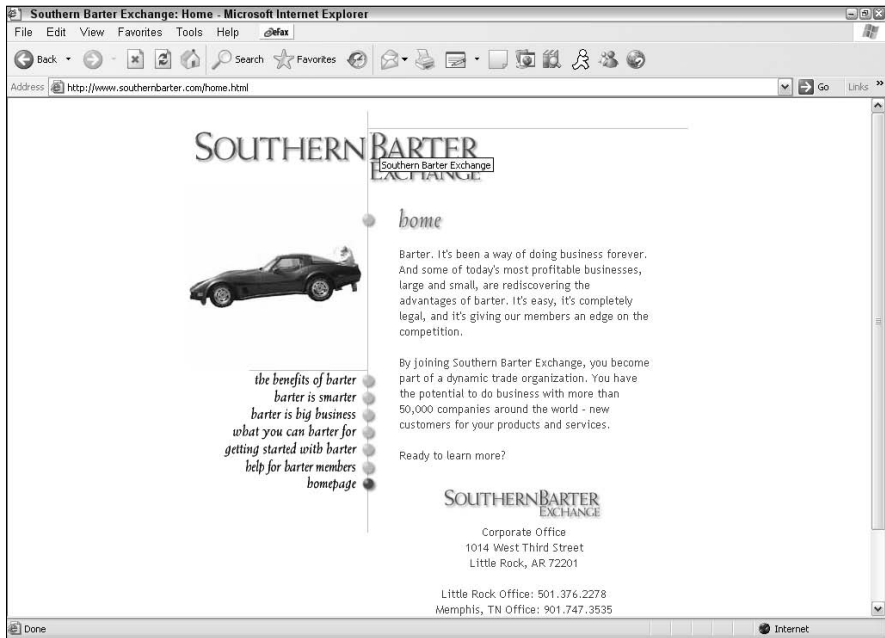 Southern Barter Exchange: Home - Microsoft Internet Explorer
File Edit View Favorites Tools Help eFax
Back Search Favorites
Address http://www.southernbarter.com/home.html Go Links »
SOUTHERN BARTER
EXCHANGE
Southern Barter Exchange
home
Barter. It's been a way of doing business forever.
And some of today's most profitable businesses,
large and small, are rediscovering the
advantages of barter. It's easy, it's completely
legal, and it's giving our members an edge on the
competition.
By joining Southern Barter Exchange, you become
part of a dynamic trade organization. You have
the potential to do business with more than
50,000 companies around the world - new
customers for your products and services.
Ready to learn more?
the benefits of barter
barter is smarter
barter is big business
what you can barter for
getting started with barter
help for barter members
homepage
SOUTHERN BARTER
EXCHANGE
Corporate Office
1014 West Third Street
Little Rock, AR 72201
Little Rock Office: 501.376.2278
Memphis, TN Office: 901.747.3535
Done Internet